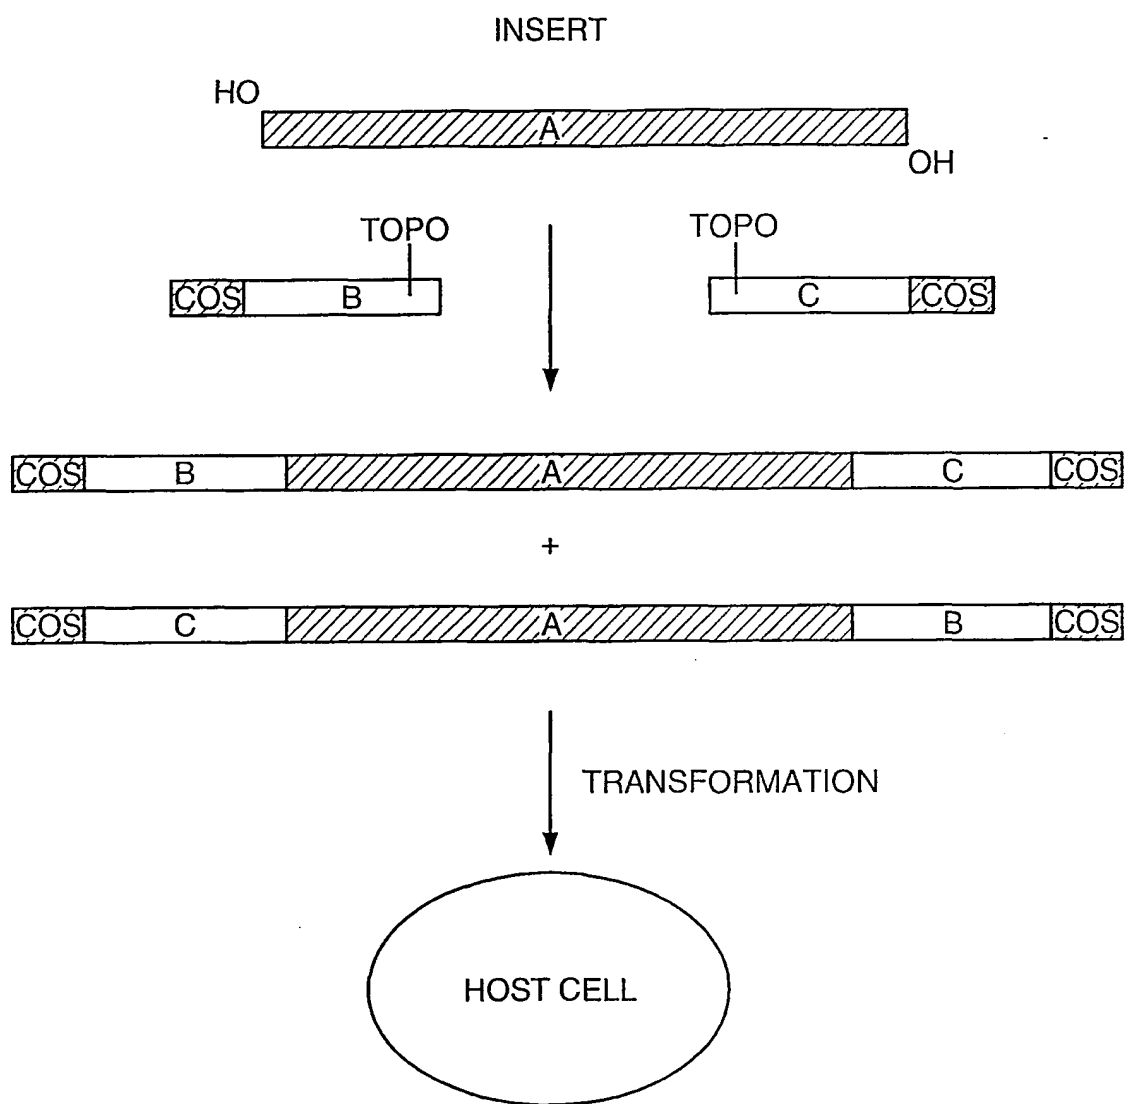 INSERT
HO
A
OH
TOPO TOPO
COS B C COS
COS B A C COS
+
COS C A B COS
TRANSFORMATION
HOST CELL